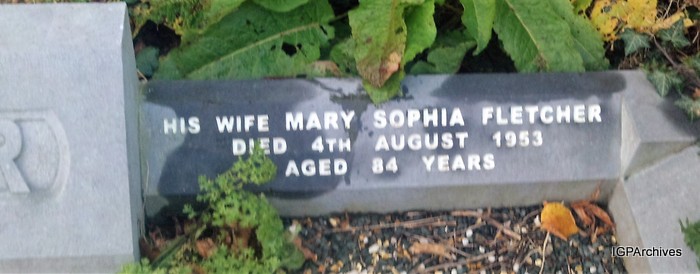 HIS WIFE MARY SOPHIA FLETCHER
DIED 4TH AUGUST 1953
AGED 84 YEARS
R
IGPArchives